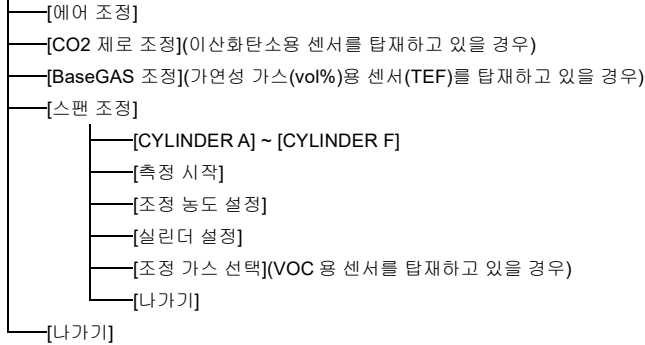 [에어 조정]
[CO2 제로 조정](이산화탄소용 센서를 탑재하고 있을 경우)
[BaseGAS 조정](가연성 가스(vol%)용 센서(TEF)를 탑재하고 있을 경우)
[스팬 조정]
[CYLINDER A] ~ [CYLINDER F]
[측정 시작]
[조정 농도 설정]
[실린더 설정]
[조정 가스 선택](VOC 용 센서를 탑재하고 있을 경우)
[나가기]
[나가기]